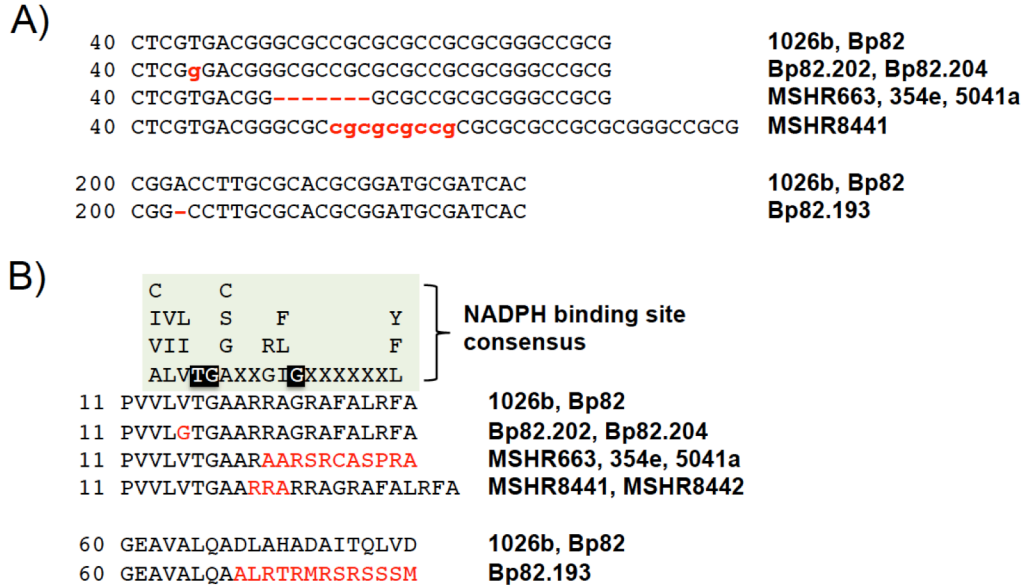 A)
40 CTCGTGACGGGCGCCGCGCGCCGCGCGGGCCGCG 1026b, Bp82
40 CTCGgGACGGGCGCCGCGCGCCGCGCGGGCCGCG Bp82.202, Bp82.204
40 CTCGTGACGG-------GCGCCGCGCGGGCCGCG MSHR663, 354e, 5041a
40 CTCGTGACGGGCGCcgcgcgccgCGCGCGCCGCGCGGGCCGCG MSHR8441
200 CGGACCTTGCGCACGCGGATGCGATCAC 1026b, Bp82
200 CGG-CCTTGCGCACGCGGATGCGATCAC Bp82.193
B)
C C
IVL S F Y
VII G RL F
ALVTGAXXGIGXXXXXXL
NADPH binding site
consensus
11 PVVLVTGAARRAGRAFALRFA 1026b, Bp82
11 PVVLGTGAARRAGRAFALRFA Bp82.202, Bp82.204
11 PVVLVTGAARAARSRCASPRA MSHR663, 354e, 5041a
11 PVVLVTGAARRARRAGRAFALRFA MSHR8441, MSHR8442
60 GEAVALQADLAHADAITQLVD 1026b, Bp82
60 GEAVALQAALRTRMRSRSSSM Bp82.193